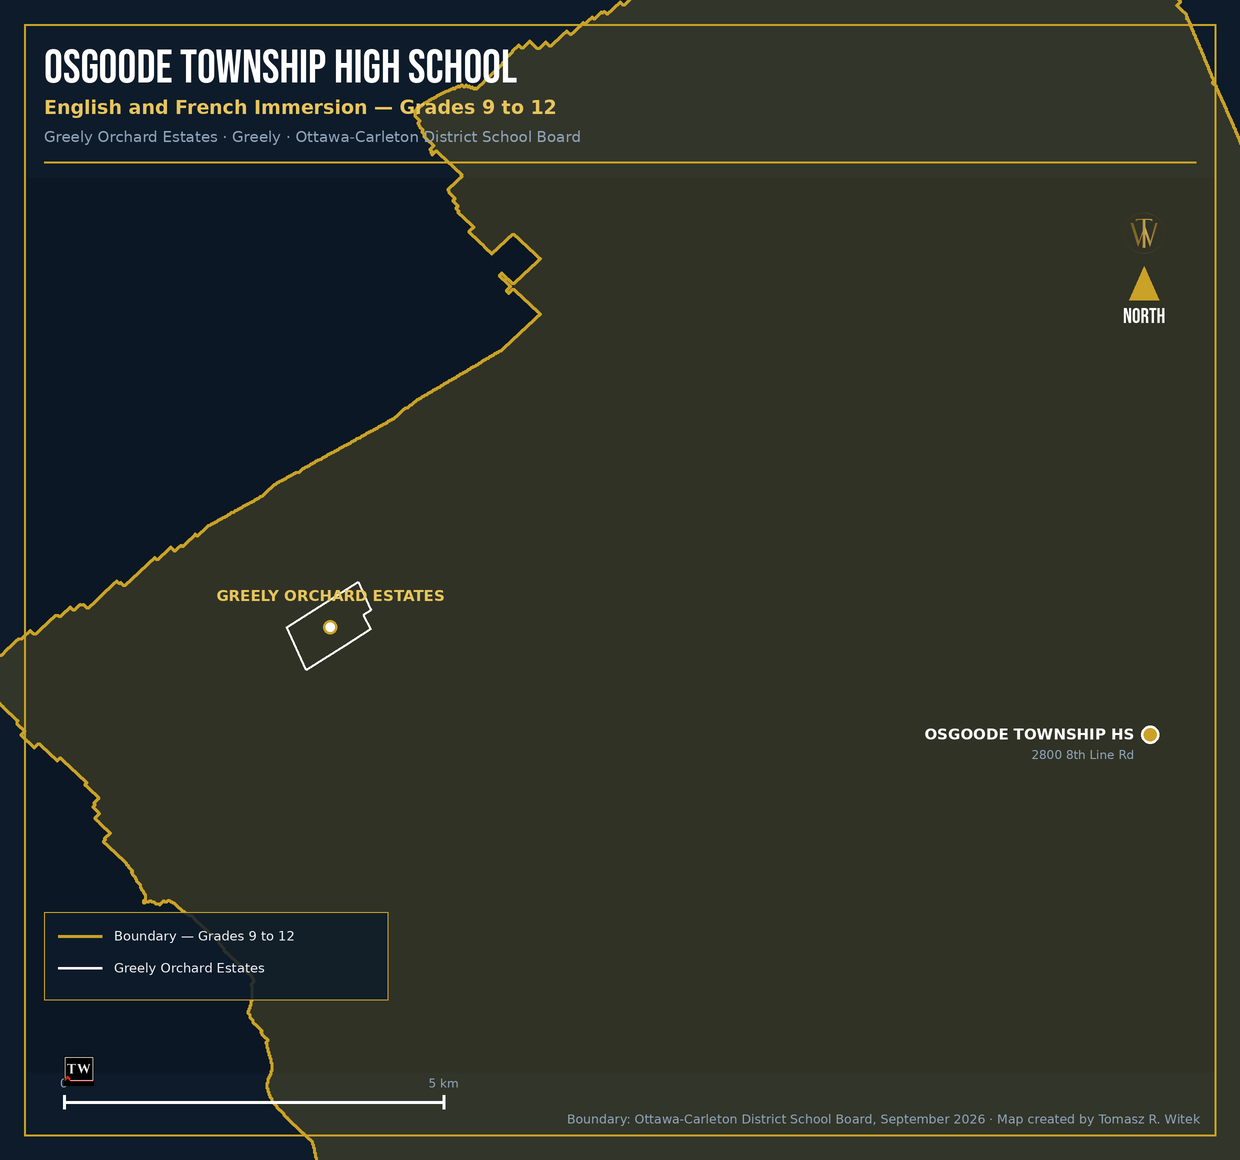 OSGOODE TOWNSHIP HIGH SCHOOL
English and French Immersion — Grades 9 to 12
Greely Orchard Estates · Greely · Ottawa-Carleton District School Board
TW
NORTH
GREELY ORCHARD ESTATES
OSGOODE TOWNSHIP HS
2800 8th Line Rd
Boundary — Grades 9 to 12
Greely Orchard Estates
TW
0 5 km
Boundary: Ottawa-Carleton District School Board, September 2026 · Map created by Tomasz R. Witek